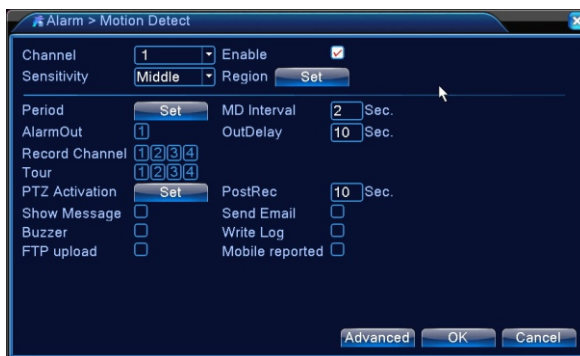 Alarm > Motion Detect
Channel 1 Enable
Sensitivity Middle Region Set
Period Set MD Interval 2 Sec.
AlarmOut 1 OutDelay 10 Sec.
Record Channel 1 2 3 4
Tour 1 2 3 4
PTZ Activation Set PostRec 10 Sec.
Show Message Send Email
Buzzer Write Log
FTP upload Mobile reported
Advanced OK Cancel